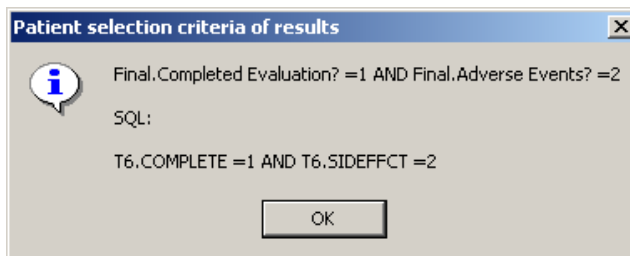 Patient selection criteria of results
Final.Completed Evaluation? =1 AND Final.Adverse Events? =2
SQL:
T6.COMPLETE =1 AND T6.SIDEFFCT =2
OK